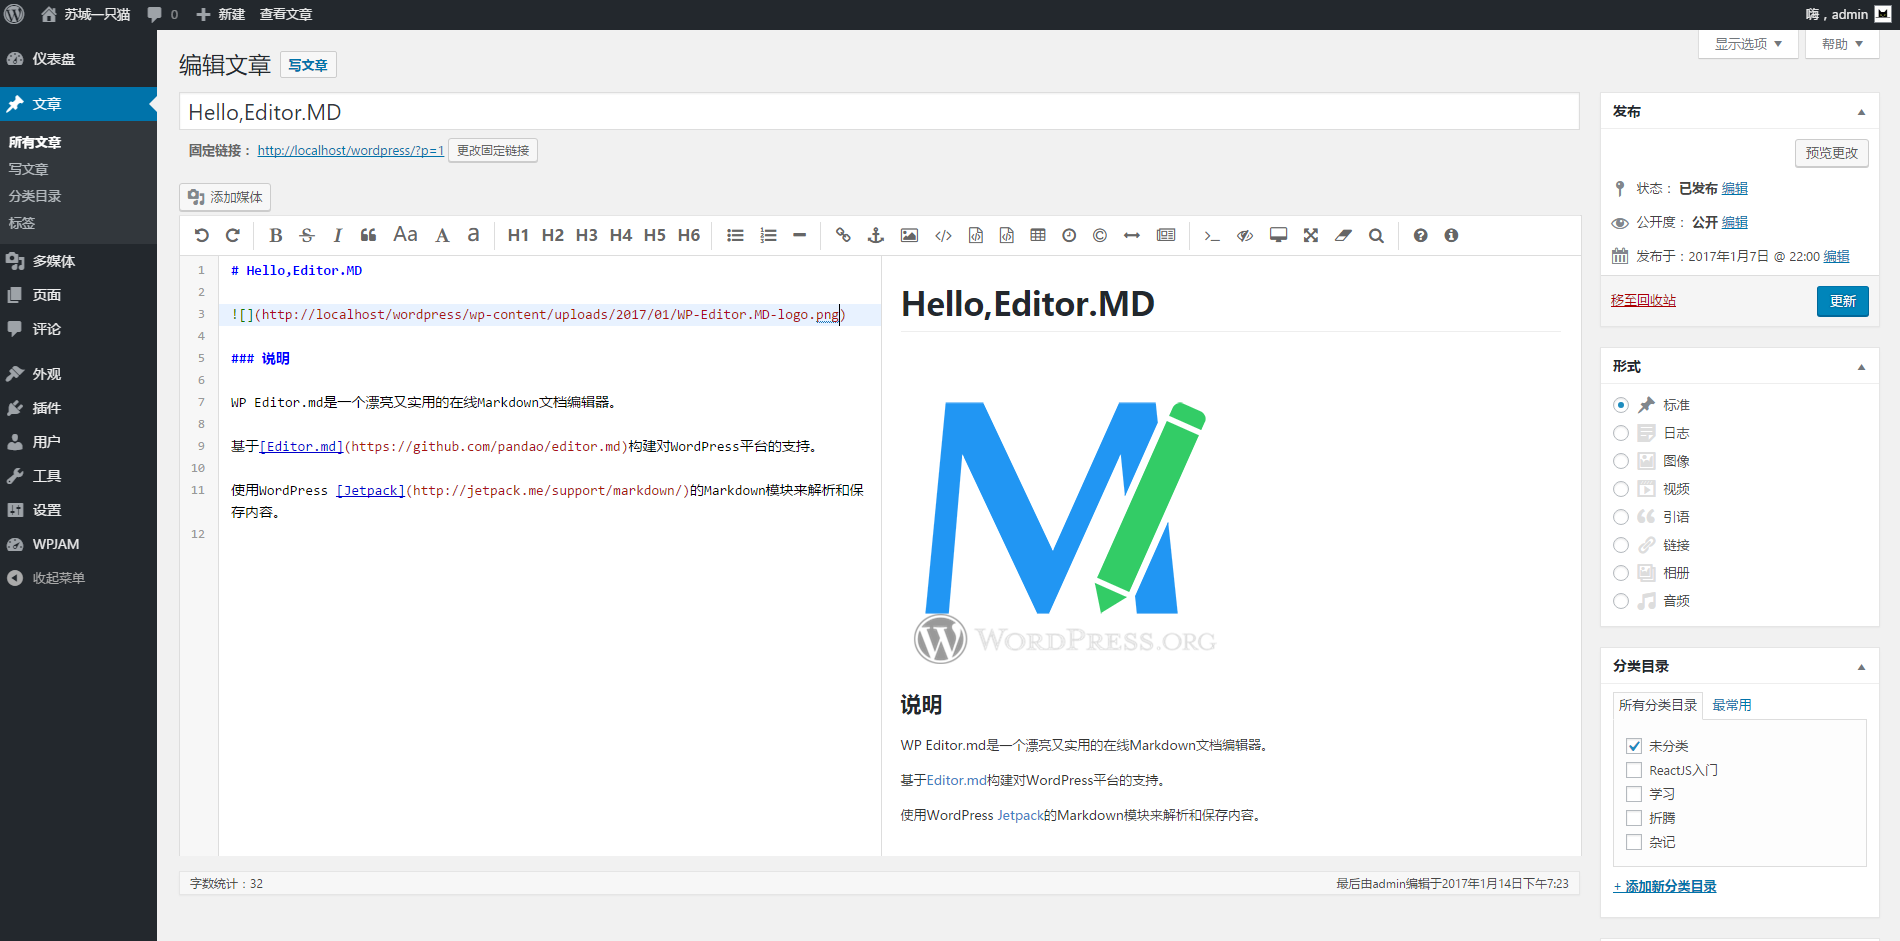 苏城一只猫 0 新建 查看文章 嗨，admin
仪表盘
文章
所有文章
写文章
分类目录
标签
多媒体
页面
评论
外观
插件
用户
工具
设置
WPJAM
收起菜单
显示选项 帮助
编辑文章 写文章
Hello,Editor.MD
固定链接： http://localhost/wordpress/?p=1 更改固定链接
添加媒体
B S I Aa A a H1 H2 H3 H4 H5 H6
1 # Hello,Editor.MD
2
3 ![](http://localhost/wordpress/wp-content/uploads/2017/01/WP-Editor.MD-logo.png)
4
5 ### 说明
6
7 WP Editor.md是一个漂亮又实用的在线Markdown文档编辑器。
8
9 基于[Editor.md](https://github.com/pandao/editor.md)构建对WordPress平台的支持。
10
11 使用WordPress [Jetpack](http://jetpack.me/support/markdown/)的Markdown模块来解析和保
存内容。
12
Hello,Editor.MD
WORDPRESS.ORG
说明
WP Editor.md是一个漂亮又实用的在线Markdown文档编辑器。
基于Editor.md构建对WordPress平台的支持。
使用WordPress Jetpack的Markdown模块来解析和保存内容。
字数统计：32 最后由admin编辑于2017年1月14日下午7:23
发布
预览更改
状态： 已发布 编辑
公开度： 公开 编辑
发布于：2017年1月7日 @ 22:00 编辑
移至回收站 更新
形式
标准
日志
图像
视频
引语
链接
相册
音频
分类目录
所有分类目录 最常用
未分类
ReactJS入门
学习
折腾
杂记
+ 添加新分类目录